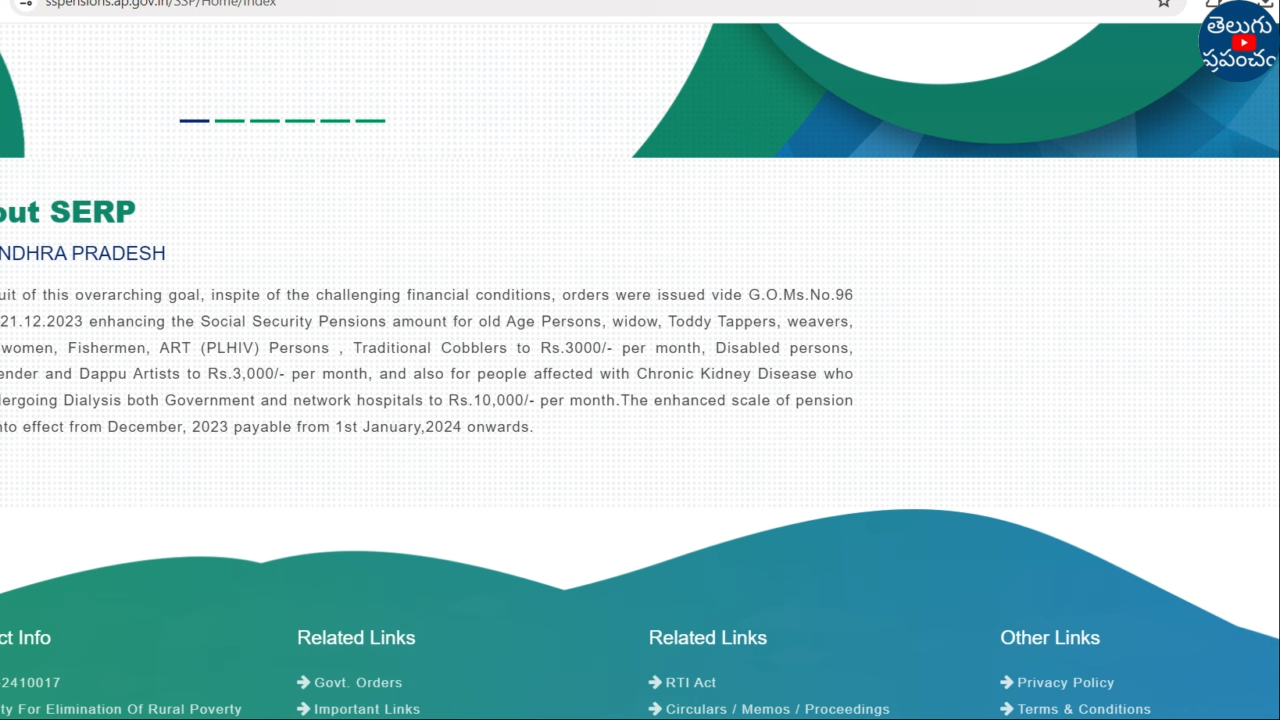 sspensions.ap.gov.in/SSP/Home/Index
తెలుగు
ప్రపంచం
out SERP
NDHRA PRADESH
uit of this overarching goal, inspite of the challenging financial conditions, orders were issued vide G.O.Ms.No.96
21.12.2023 enhancing the Social Security Pensions amount for old Age Persons, widow, Toddy Tappers, weavers,
women, Fishermen, ART (PLHIV) Persons , Traditional Cobblers to Rs.3000/- per month, Disabled persons,
ender and Dappu Artists to Rs.3,000/- per month, and also for people affected with Chronic Kidney Disease who
lergoing Dialysis both Government and network hospitals to Rs.10,000/- per month.The enhanced scale of pension
nto effect from December, 2023 payable from 1st January,2024 onwards.
ct Info
2410017
ty For Elimination Of Rural Poverty
Related Links
Govt. Orders
Important Links
Related Links
RTI Act
Circulars / Memos / Proceedings
Other Links
Privacy Policy
Terms & Conditions